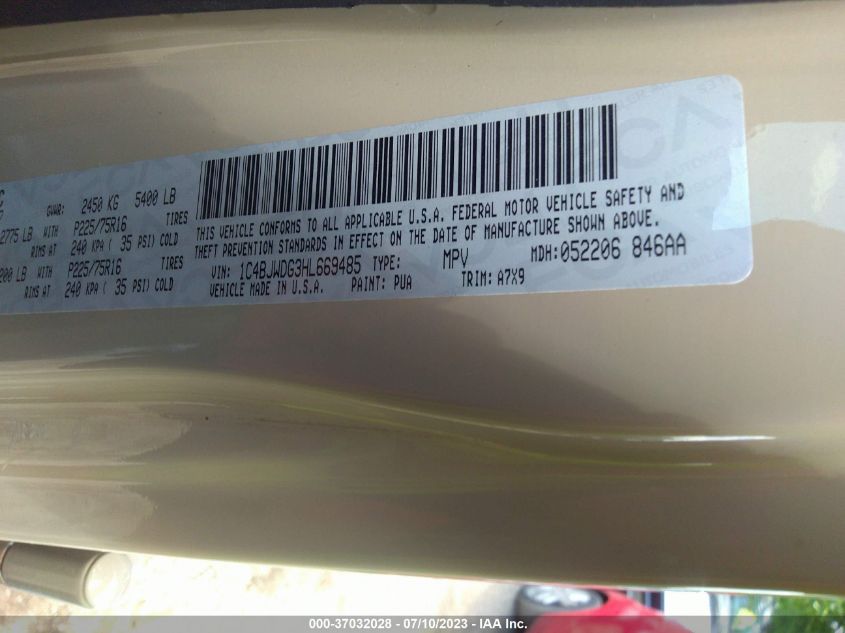 GVWR: 2450 KG 5400 LB
2775 LB WITH P225/75R16 TIRES
RIMS AT 240 KPA ( 35 PSI) COLD
200 LB WITH P225/75R16 TIRES
RIMS AT 240 KPA ( 35 PSI) COLD
THIS VEHICLE CONFORMS TO ALL APPLICABLE U.S.A. FEDERAL MOTOR VEHICLE SAFETY AND
THEFT PREVENTION STANDARDS IN EFFECT ON THE DATE OF MANUFACTURE SHOWN ABOVE.
VIN: 1C4BJWDG3HL669485 TYPE: MPV MDH:052206 846AA
VEHICLE MADE IN U.S.A. PAINT: PUA TRIM: A7X9
000-37032028 - 07/10/2023 - IAA Inc.